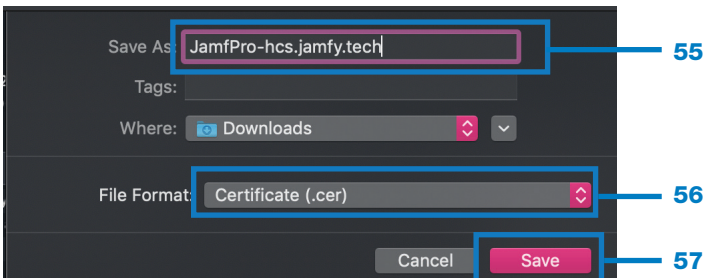 Save As: JamfPro-hcs.jamfy.tech 55
Tags:
Where: Downloads
File Format: Certificate (.cer) 56
Cancel Save 57